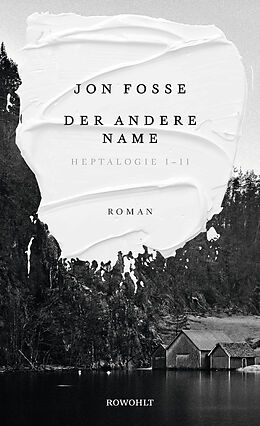 JON FOSSE
DER ANDERE
NAME
HEPTALOGIE I–II
ROMAN
ROWOHLT